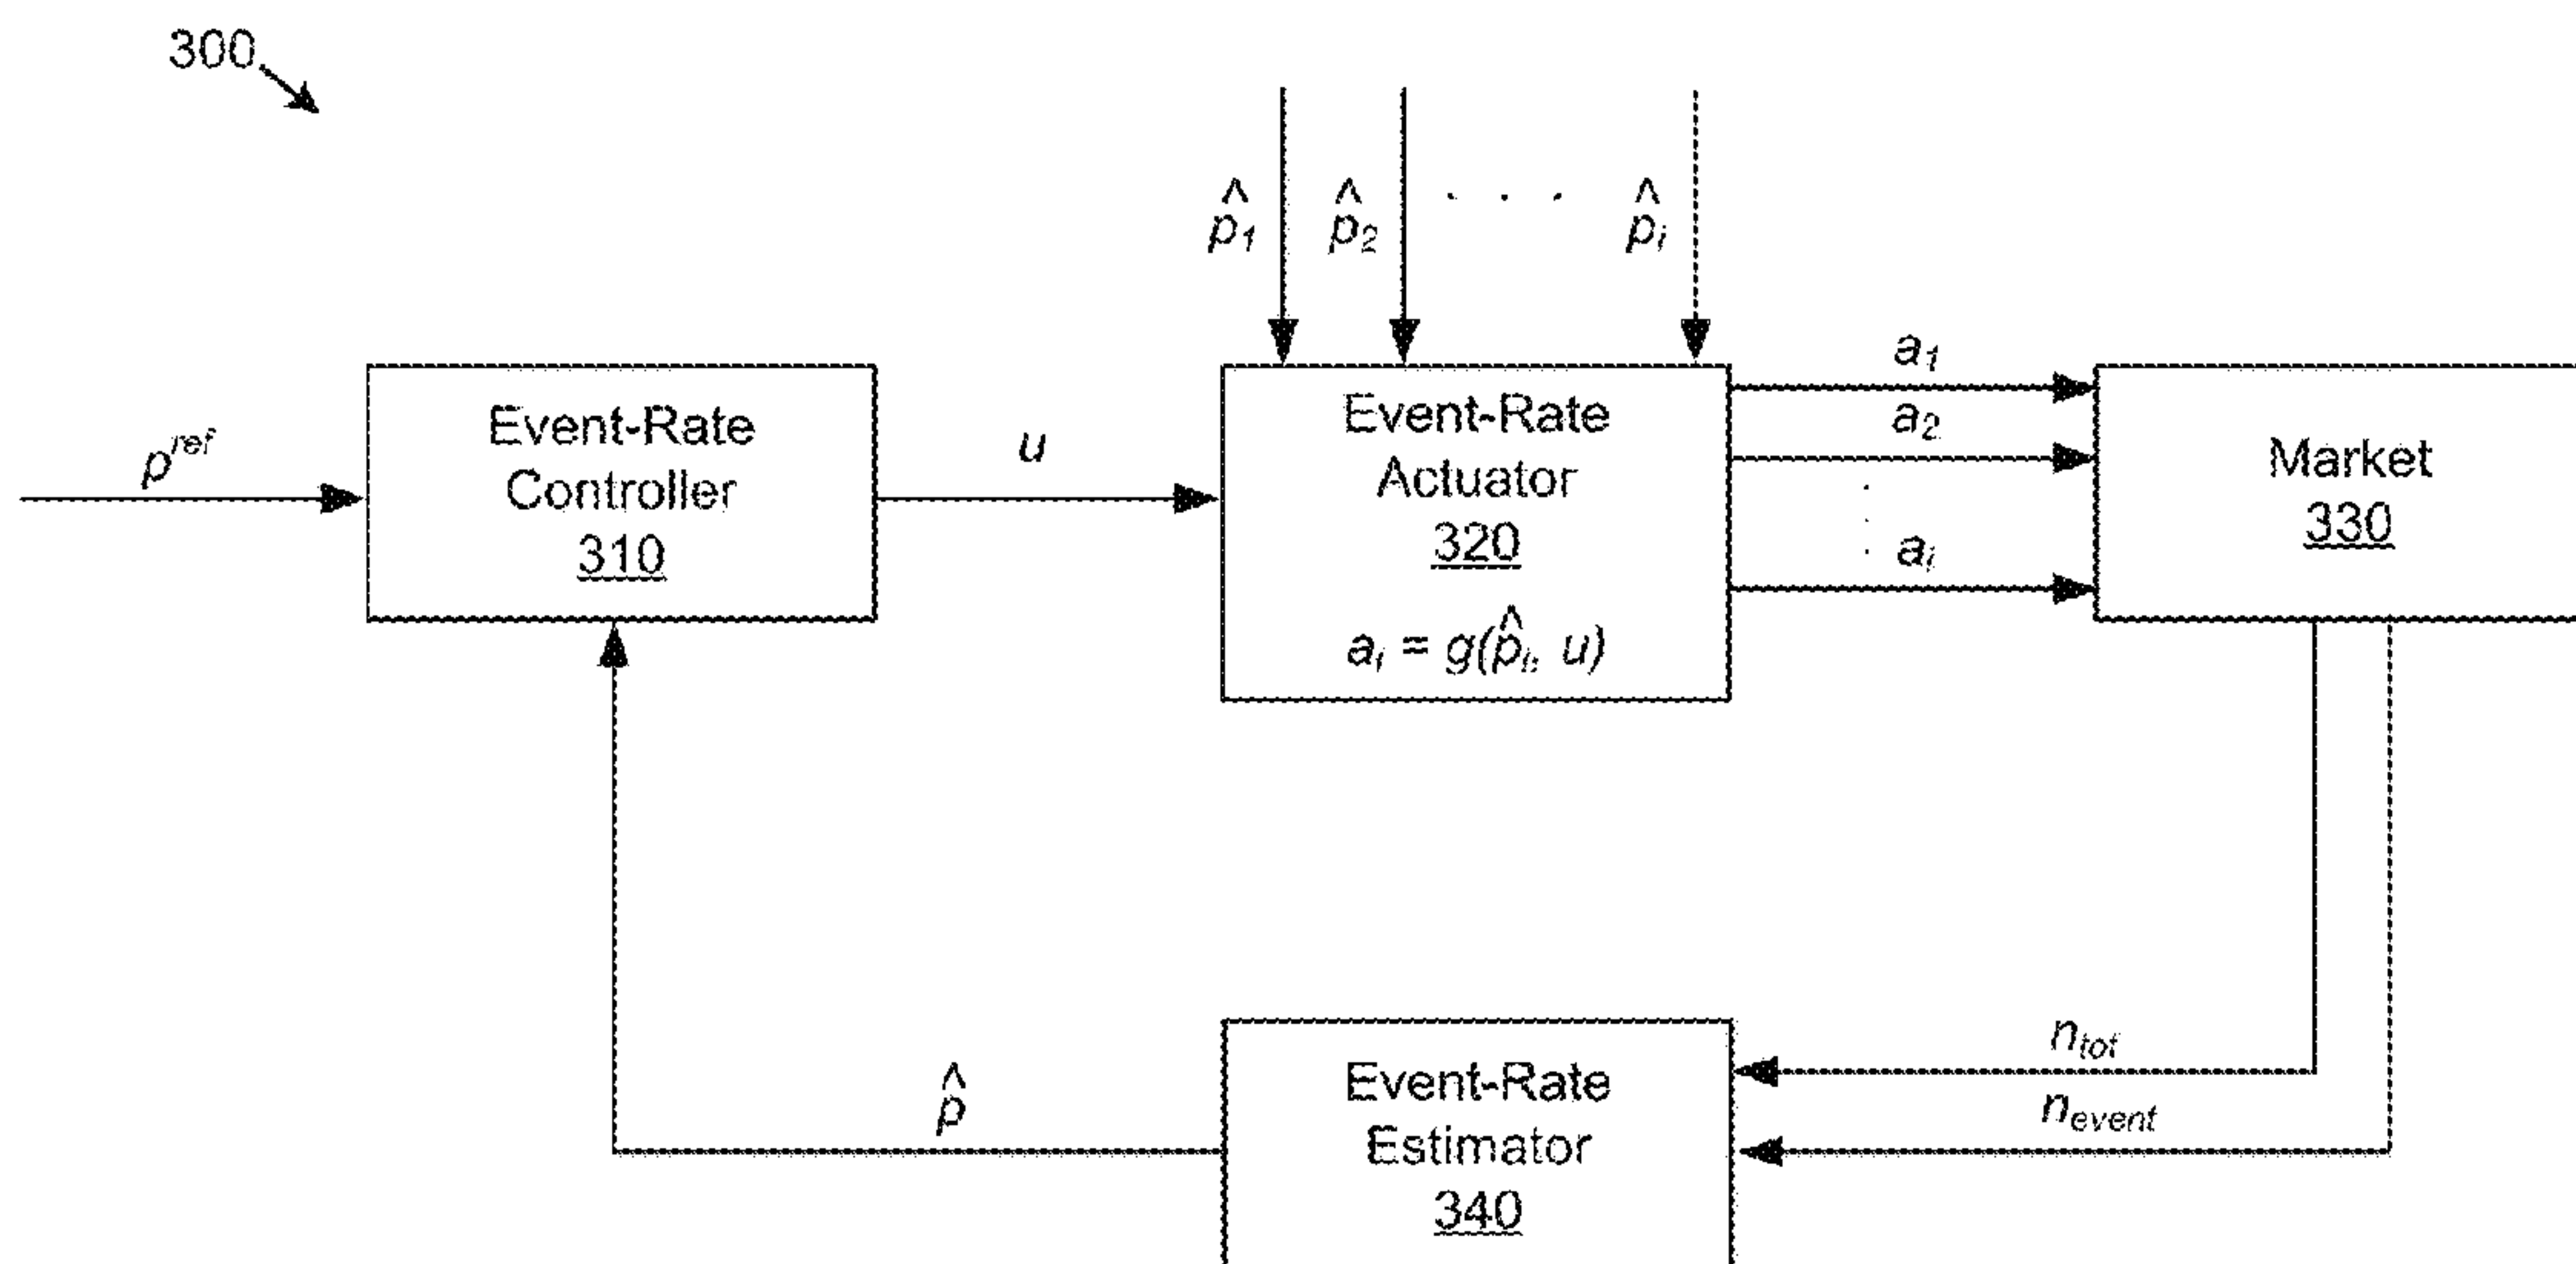 300
p̂1 p̂2 . . . p̂i
pref
Event-Rate
Controller
310
u
Event-Rate
Actuator
320
ai = g(p̂i, u)
a1
a2
ai
Market
330
ntot
nevent
p̂
Event-Rate
Estimator
340